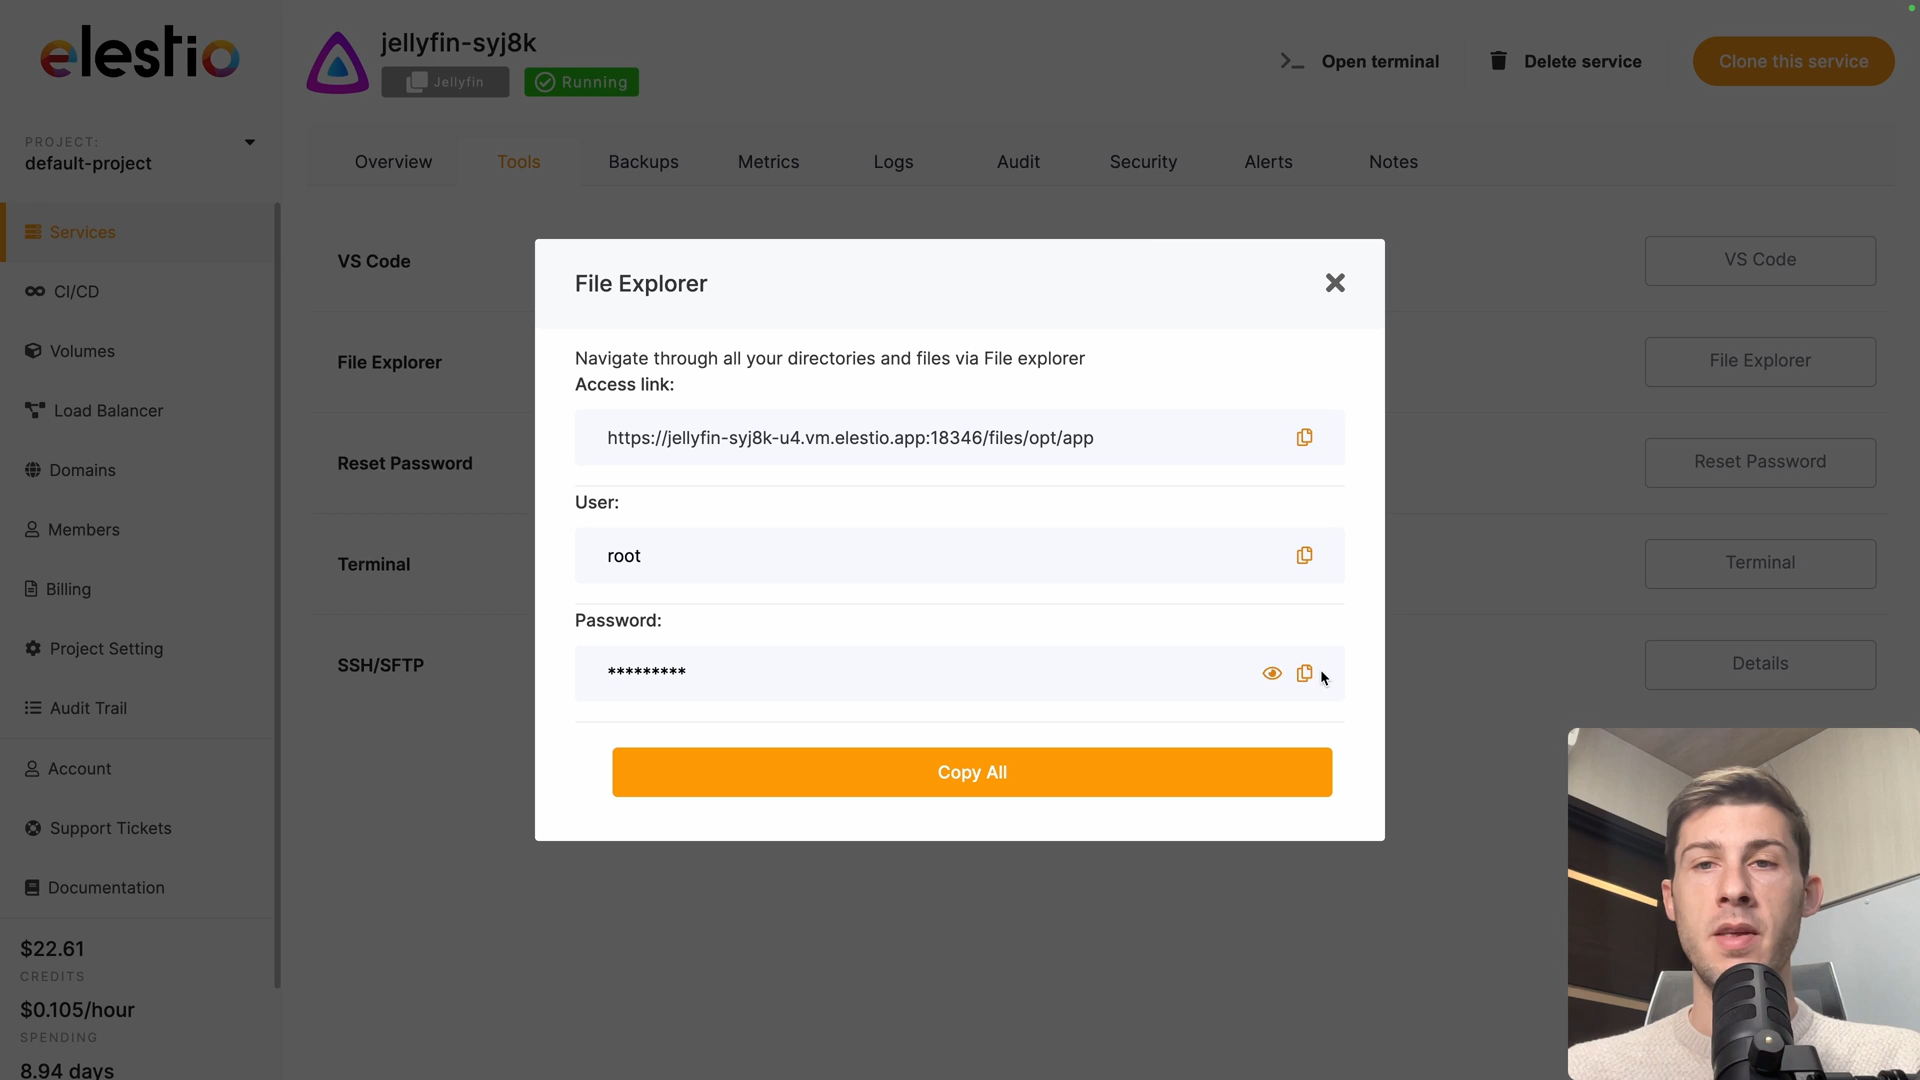 elestio
PROJECT:
default-project
Services
CI/CD
Volumes
Load Balancer
Domains
Members
Billing
Project Setting
Audit Trail
Account
Support Tickets
Documentation
$22.61
CREDITS
$0.105/hour
SPENDING
8.94 days
jellyfin-syj8k
Jellyfin
Running
Open terminal
Delete service
Clone this service
Overview
Tools
Backups
Metrics
Logs
Audit
Security
Alerts
Notes
VS Code
VS Code
File Explorer
File Explorer
Reset Password
Reset Password
Terminal
Terminal
SSH/SFTP
Details
File Explorer
Navigate through all your directories and files via File explorer
Access link:
https://jellyfin-syj8k-u4.vm.elestio.app:18346/files/opt/app
User:
root
Password:
*********
Copy All